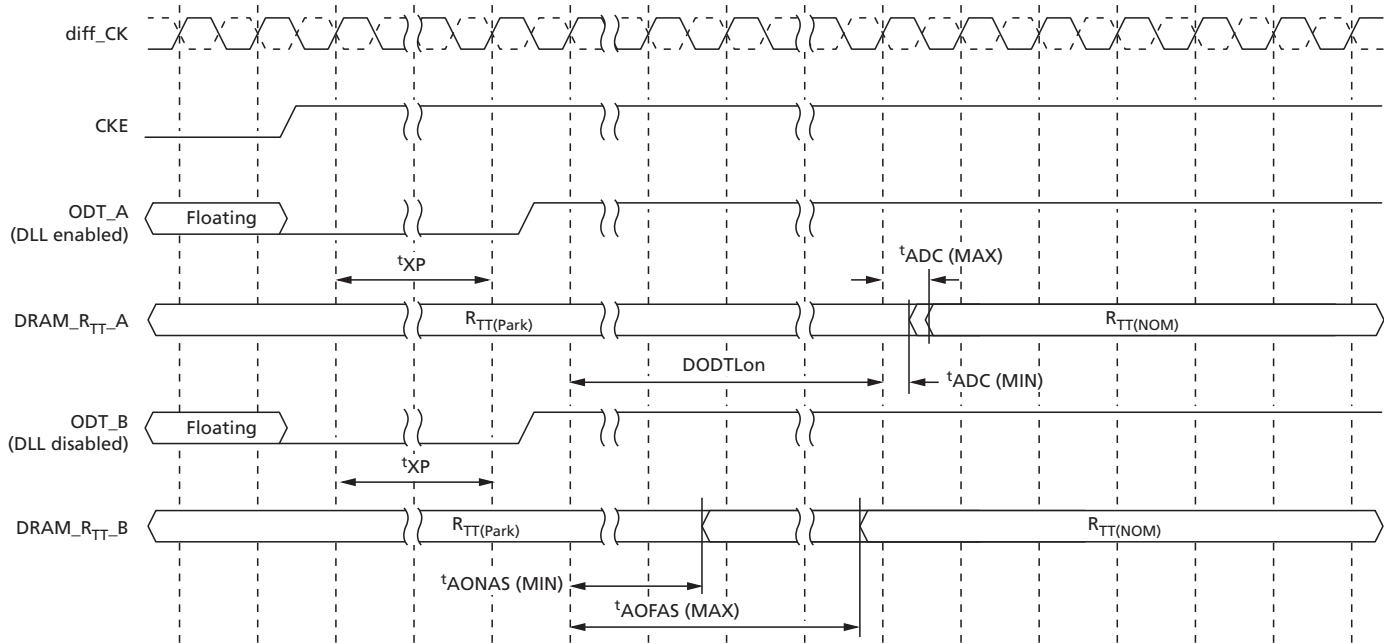 diff_CK
CKE
ODT_A
(DLL enabled)
Floating
tXP
tADC (MAX)
DRAM_RTT_A
RTT(Park)
RTT(NOM)
DODTLon
tADC (MIN)
ODT_B
(DLL disabled)
Floating
tXP
DRAM_RTT_B
RTT(Park)
RTT(NOM)
tAONAS (MIN)
tAOFAS (MAX)